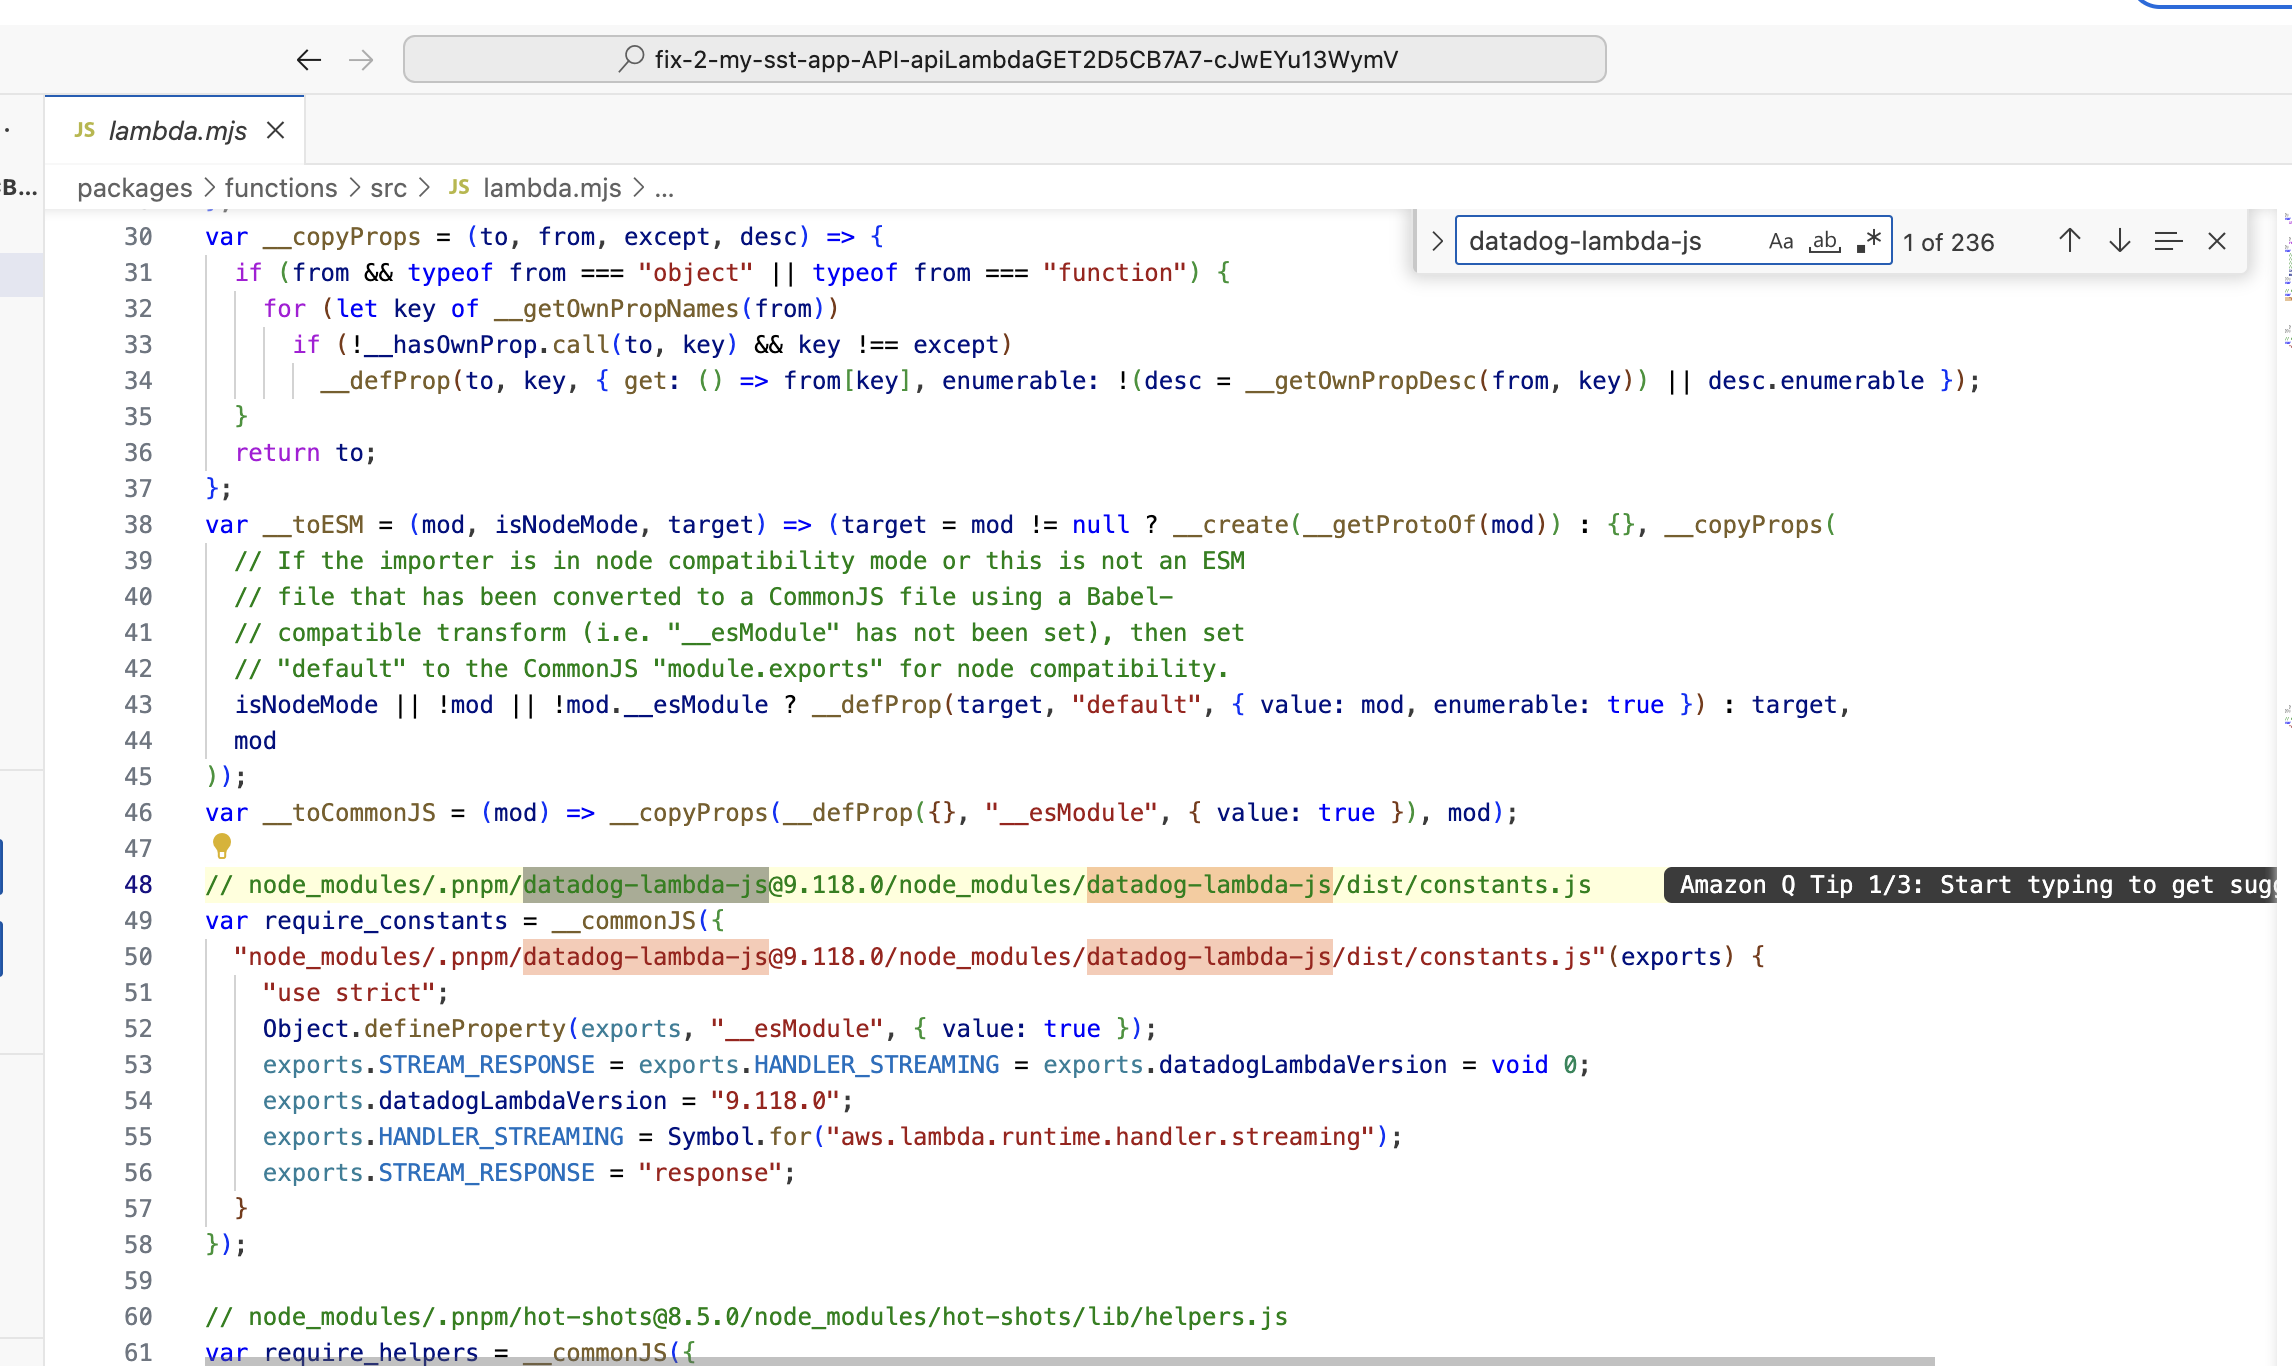 fix-2-my-sst-app-API-apiLambdaGET2D5CB7A7-cJwEYu13WymV
JS lambda.mjs
B...
packages > functions > src > JS lambda.mjs > ...
datadog-lambda-js Aa ab .* 1 of 236
30 var __copyProps = (to, from, except, desc) => {
31 if (from && typeof from === "object" || typeof from === "function") {
32 for (let key of __getOwnPropNames(from))
33 if (!__hasOwnProp.call(to, key) && key !== except)
34 __defProp(to, key, { get: () => from[key], enumerable: !(desc = __getOwnPropDesc(from, key)) || desc.enumerable });
35 }
36 return to;
37 };
38 var __toESM = (mod, isNodeMode, target) => (target = mod != null ? __create(__getProtoOf(mod)) : {}, __copyProps(
39 // If the importer is in node compatibility mode or this is not an ESM
40 // file that has been converted to a CommonJS file using a Babel-
41 // compatible transform (i.e. "__esModule" has not been set), then set
42 // "default" to the CommonJS "module.exports" for node compatibility.
43 isNodeMode || !mod || !mod.__esModule ? __defProp(target, "default", { value: mod, enumerable: true }) : target,
44 mod
45 ));
46 var __toCommonJS = (mod) => __copyProps(__defProp({}, "__esModule", { value: true }), mod);
47
48 // node_modules/.pnpm/datadog-lambda-js@9.118.0/node_modules/datadog-lambda-js/dist/constants.js Amazon Q Tip 1/3: Start typing to get
49 var require_constants = __commonJS({
50 "node_modules/.pnpm/datadog-lambda-js@9.118.0/node_modules/datadog-lambda-js/dist/constants.js"(exports) {
51 "use strict";
52 Object.defineProperty(exports, "__esModule", { value: true });
53 exports.STREAM_RESPONSE = exports.HANDLER_STREAMING = exports.datadogLambdaVersion = void 0;
54 exports.datadogLambdaVersion = "9.118.0";
55 exports.HANDLER_STREAMING = Symbol.for("aws.lambda.runtime.handler.streaming");
56 exports.STREAM_RESPONSE = "response";
57 }
58 });
59
60 // node_modules/.pnpm/hot-shots@8.5.0/node_modules/hot-shots/lib/helpers.js
61 var require_helpers = __commonJS({